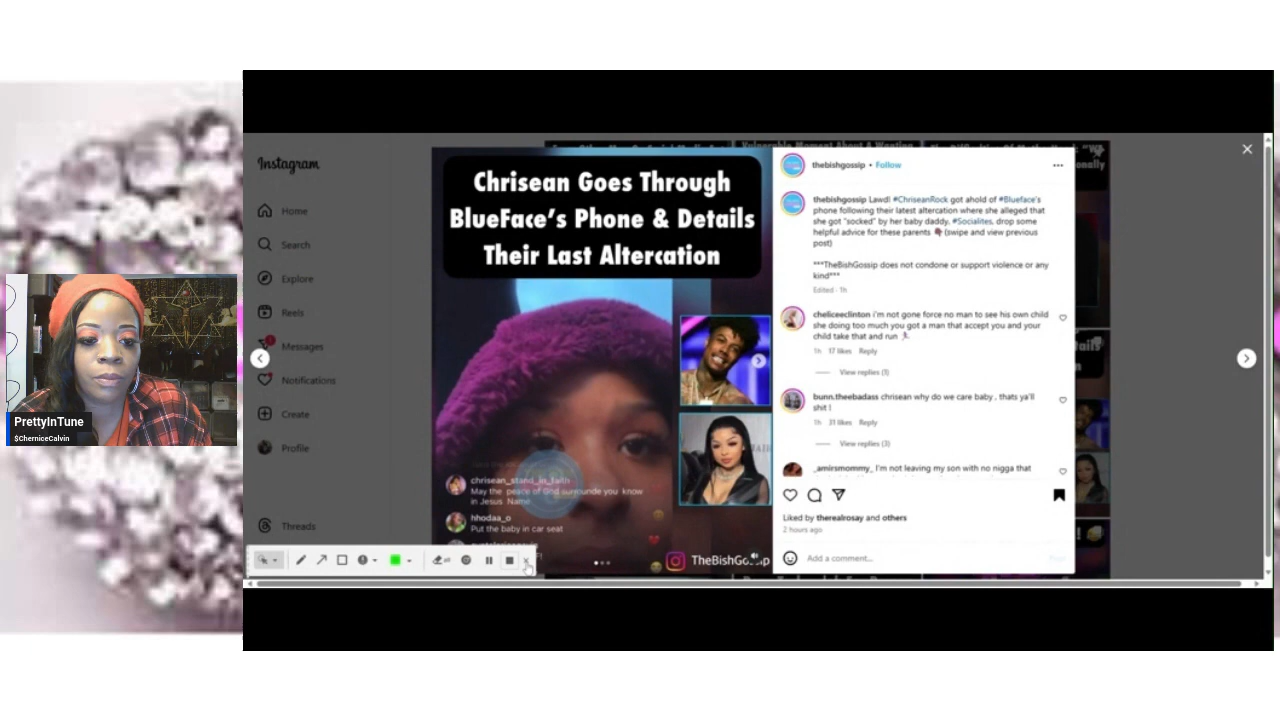 Instagram
Home
Search
Explore
Reels
Messages
Notifications
Create
Profile
Threads
PrettyInTune
$CherniceCalvin
Chrisean Goes Through
BlueFace's Phone & Details
Their Last Altercation
chrisean_stand_in_faith
May the peace of God surrounde you know
in Jesus Name
hhodaa_o
Put the baby in car seat
TheBishGossip
thebishgossip • Follow
thebishgossip Lawd! #ChriseanRock got ahold of #Blueface's
phone following their latest altercation where she alleged that
she got "socked" by her baby daddy. #Socialites, drop some
helpful advice for these parents (swipe and view previous
post)
***TheBishGossip does not condone or support violence or any
kind***
Edited · 1h
cheliceeclinton i'm not gone force no man to see his own child
she doing too much you got a man that accept you and your
child take that and run
1h 17 likes Reply
View replies (3)
bunn.theebadass chrisean why do we care baby , thats ya'll
shit !
1h 31 likes Reply
View replies (3)
_amirsmommy_ I'm not leaving my son with no nigga that
Liked by therealrosay and others
2 hours ago
Add a comment...